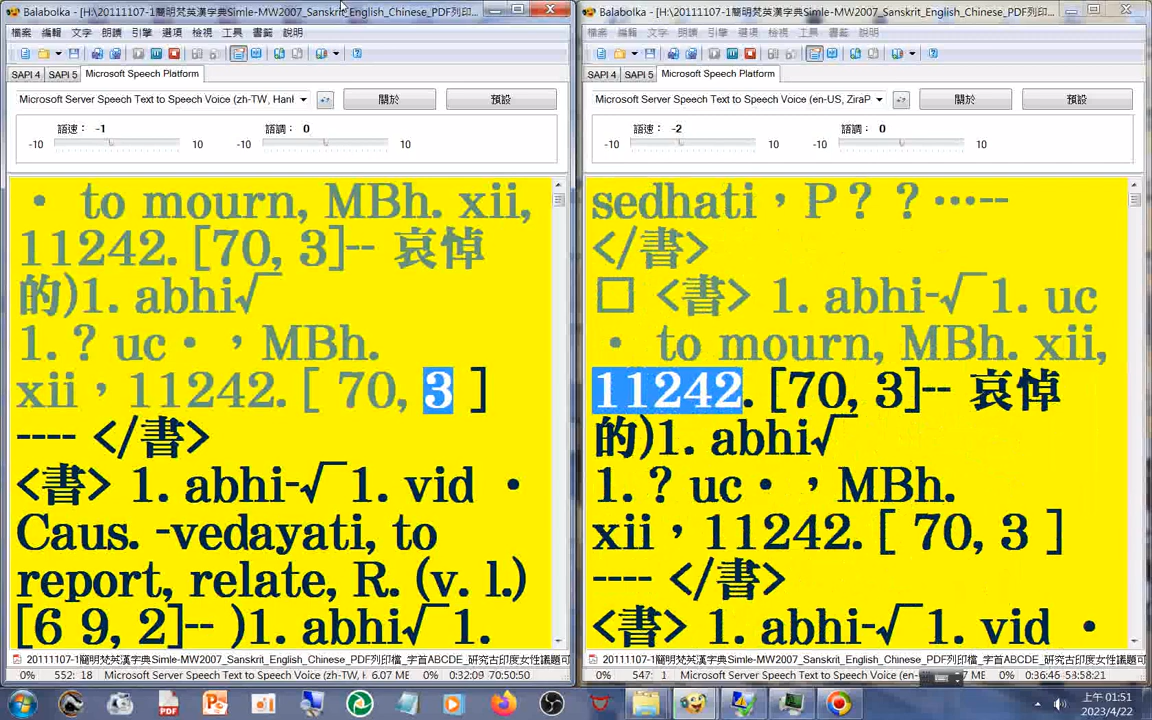 Balabolka - [H:\20111107-1簡明梵英漢字典Simle-MW2007_Sanskrit_English_Chinese_PDF列印...
檔案 編輯 文字 朗讀 引擎 選項 檢視 工具 書籤 說明
SAPI 4 SAPI 5 Microsoft Speech Platform
Microsoft Server Speech Text to Speech Voice (zh-TW, Hanl
關於
預設
語速： -1 語調： 0
-10 10 -10 10
• to mourn, MBh. xii,
11242. [70, 3]-- 哀悼
的)1. abhi√
1. ? uc • ，MBh.
xii，11242. [ 70, 3 ]
---- </書>
<書> 1. abhi-√1. vid •
Caus. -vedayati, to
report, relate, R. (v. l.)
[6 9, 2]-- )1. abhi√1.
20111107-1簡明梵英漢字典Simle-MW2007_Sanskrit_English_Chinese_PDF列印檔_字首ABCDE_研究古印度女性議題可
0% 552: 18 Microsoft Server Speech Text to Speech Voice (zh-TW, H 6.07 ME 0% 0:32:09 70:50:50
Balabolka - [H:\20111107-1簡明梵英漢字典Simle-MW2007_Sanskrit_English_Chinese_PDF列印...
檔案 編輯 文字 朗讀 引擎 選項 檢視 工具 書籤 說明
SAPI 4 SAPI 5 Microsoft Speech Platform
Microsoft Server Speech Text to Speech Voice (en-US, ZiraP
關於
預設
語速： -2 語調： 0
-10 10 -10 10
sedhati，P？？…--
</書>
□ <書> 1. abhi-√1. uc
• to mourn, MBh. xii,
11242. [70, 3]-- 哀悼
的)1. abhi√
1. ? uc • ，MBh.
xii，11242. [ 70, 3 ]
---- </書>
<書> 1. abhi-√1. vid •
20111107-1簡明梵英漢字典Simle-MW2007_Sanskrit_English_Chinese_PDF列印檔_字首ABCDE_研究古印度女性議題可
0% 547: 1 Microsoft Server Speech Text to Speech Voice (en- 0% 0:36:46 53:58:21
上午 01:51
2023/4/22